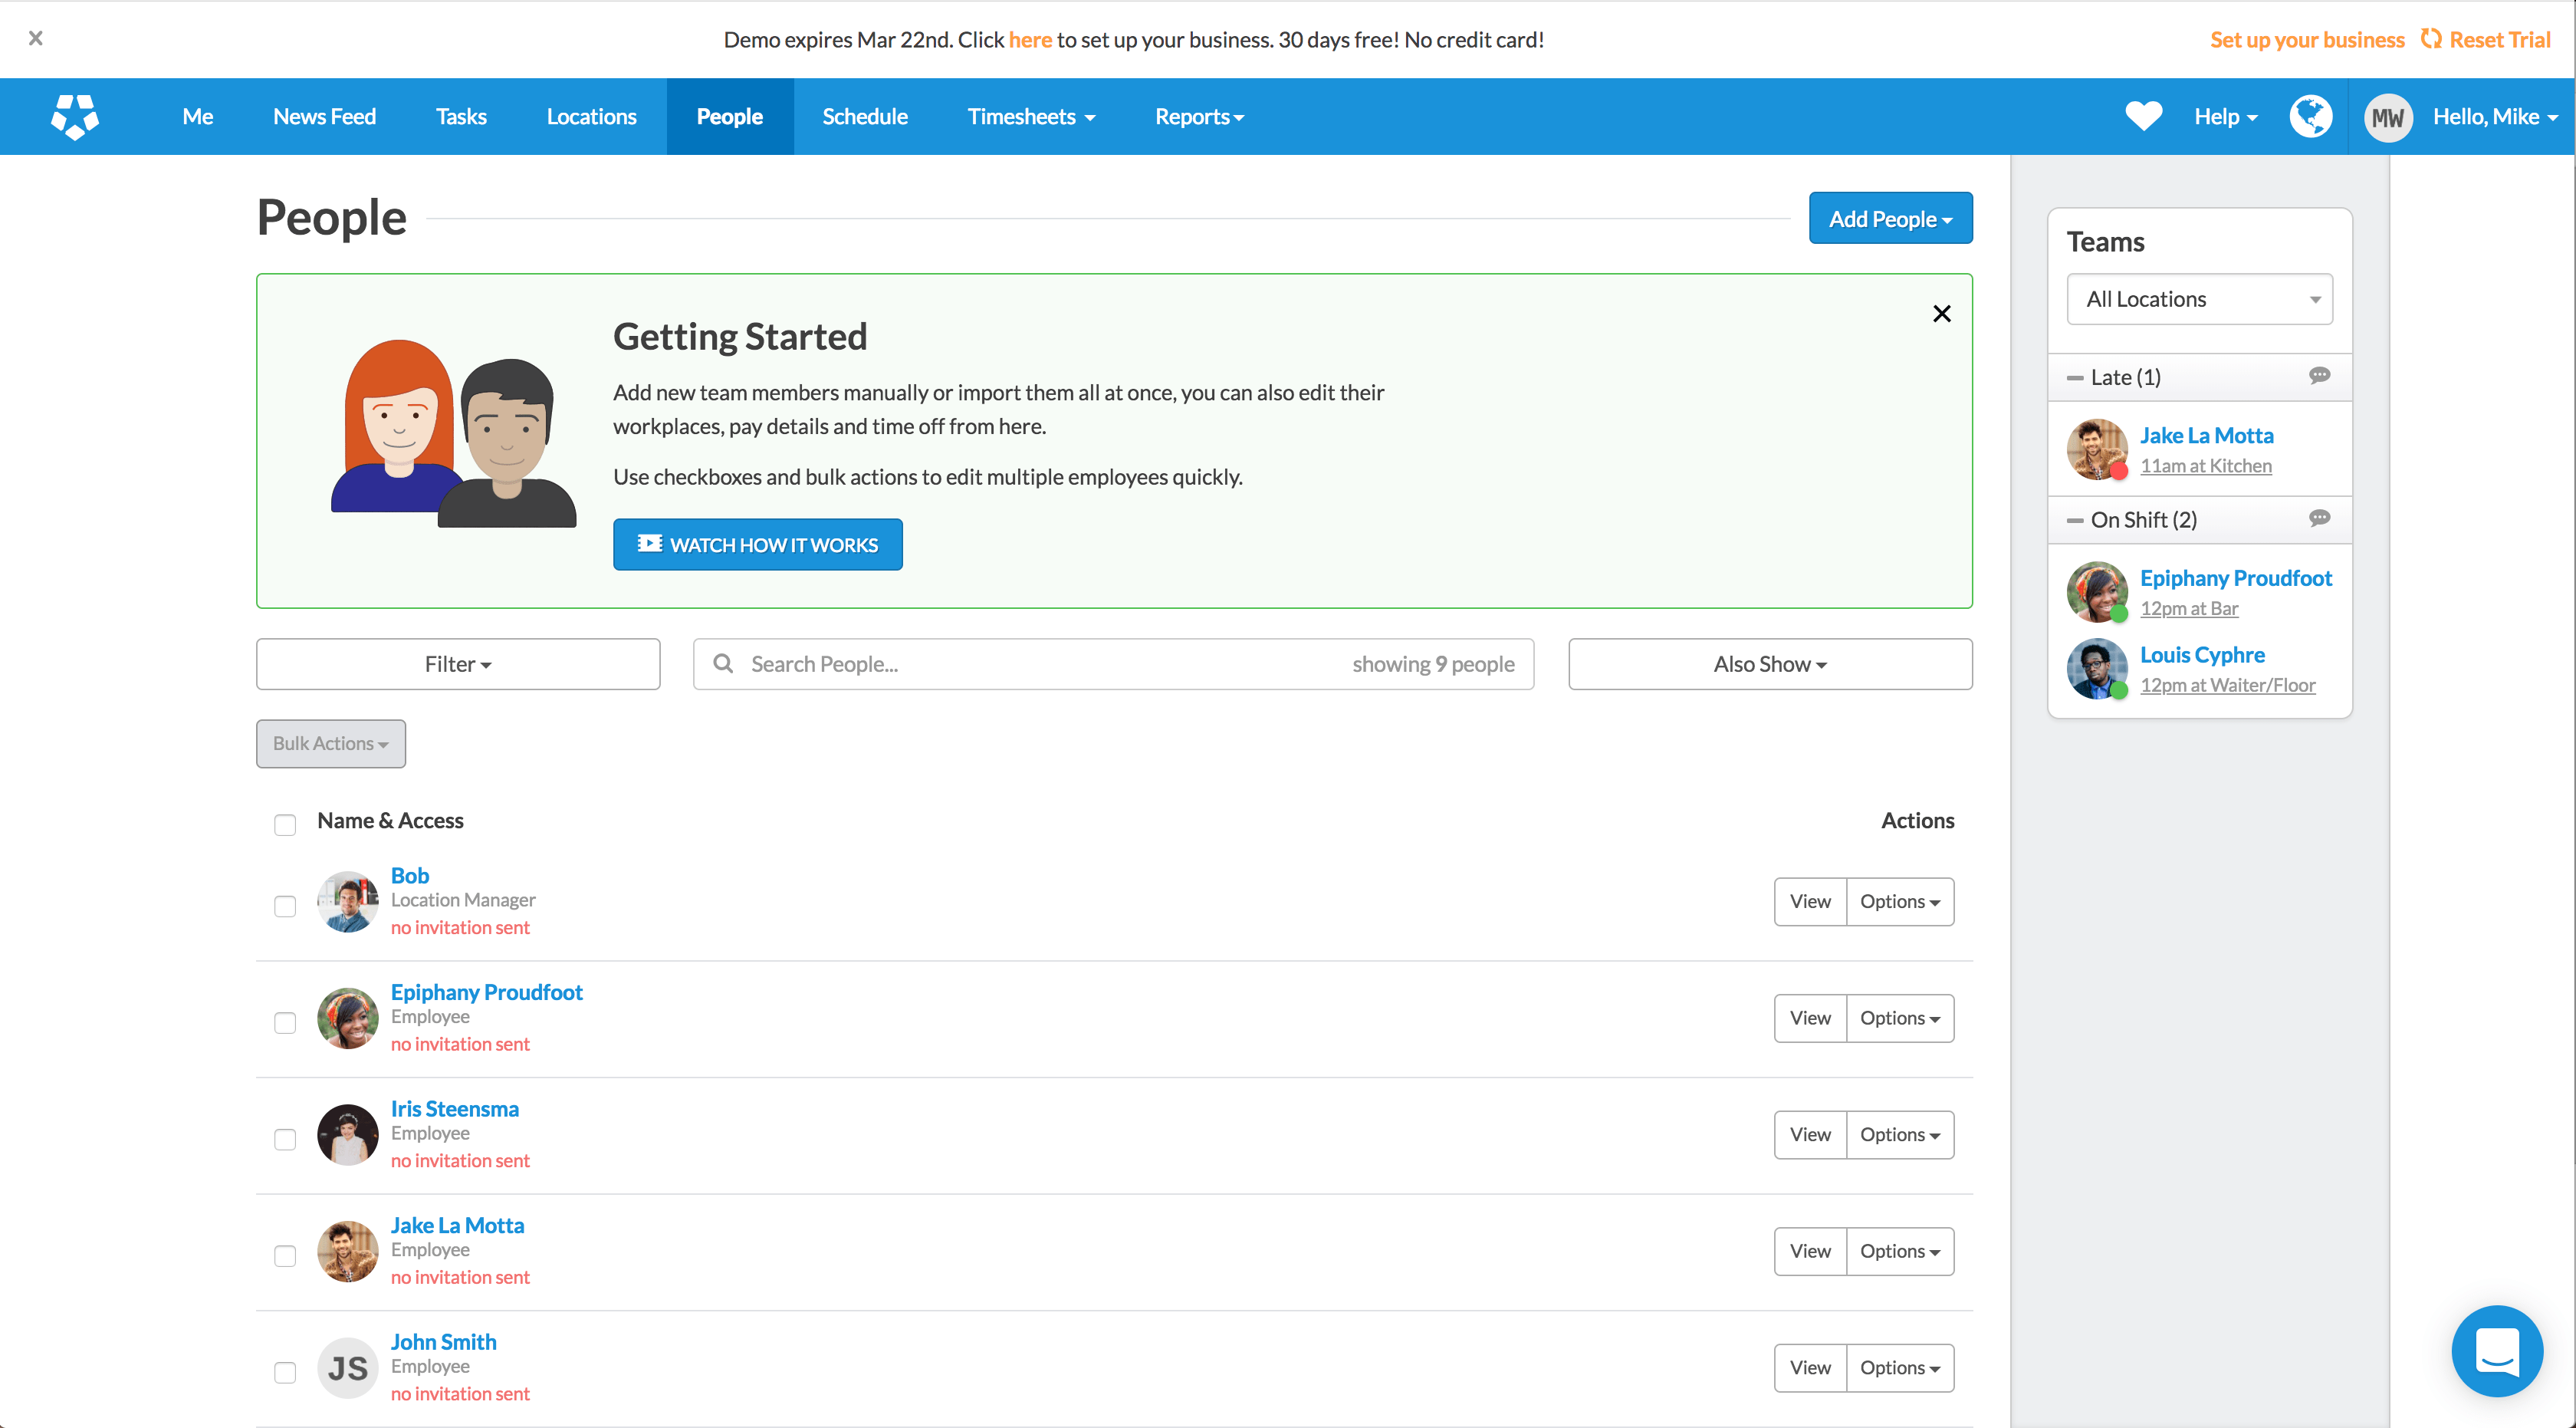 ×
Demo expires Mar 22nd. Click here to set up your business. 30 days free! No credit card!
Set up your business
Reset Trial
Me
News Feed
Tasks
Locations
People
Schedule
Timesheets
Reports
Help
MW
Hello, Mike
People
Add People
Getting Started
Add new team members manually or import them all at once, you can also edit their
workplaces, pay details and time off from here.
Use checkboxes and bulk actions to edit multiple employees quickly.
WATCH HOW IT WORKS
Filter
Search People...
showing 9 people
Also Show
Bulk Actions
Name & Access
Actions
Bob
Location Manager
no invitation sent
View
Options
Epiphany Proudfoot
Employee
no invitation sent
View
Options
Iris Steensma
Employee
no invitation sent
View
Options
Jake La Motta
Employee
no invitation sent
View
Options
JS
John Smith
Employee
no invitation sent
View
Options
Teams
All Locations
Late (1)
Jake La Motta
11am at Kitchen
On Shift (2)
Epiphany Proudfoot
12pm at Bar
Louis Cyphre
12pm at Waiter/Floor